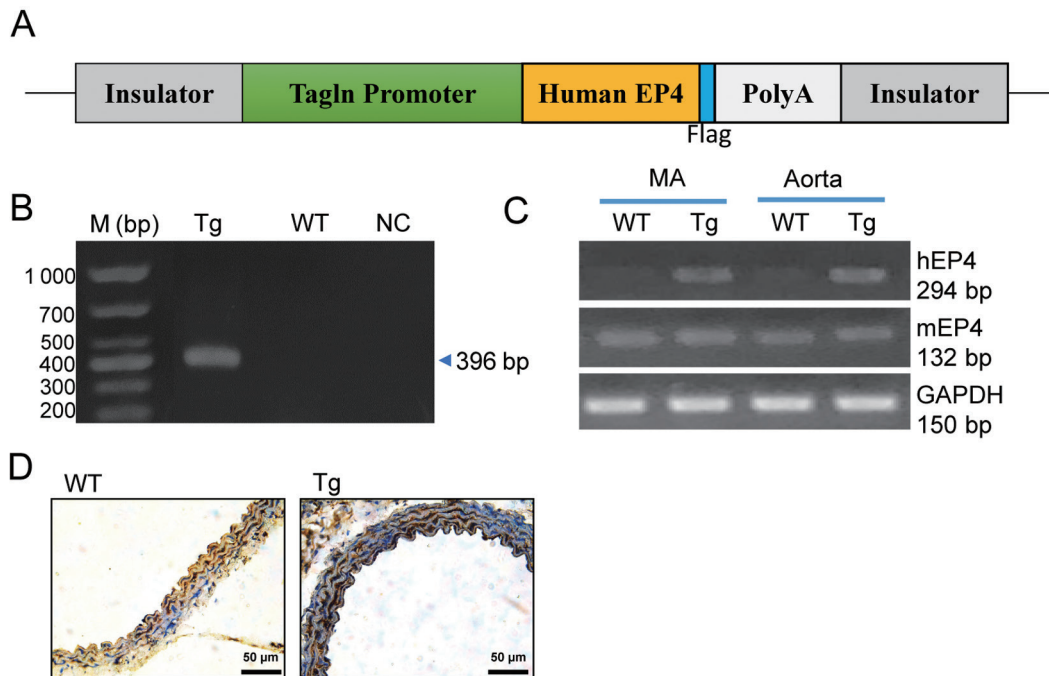 A
Insulator Tagln Promoter Human EP4 PolyA Insulator
Flag
B
M (bp) Tg WT NC
1 000
700
500
400
300
200
396 bp
C
MA Aorta
WT Tg WT Tg
hEP4
294 bp
mEP4
132 bp
GAPDH
150 bp
D
WT Tg
50 μm 50 μm